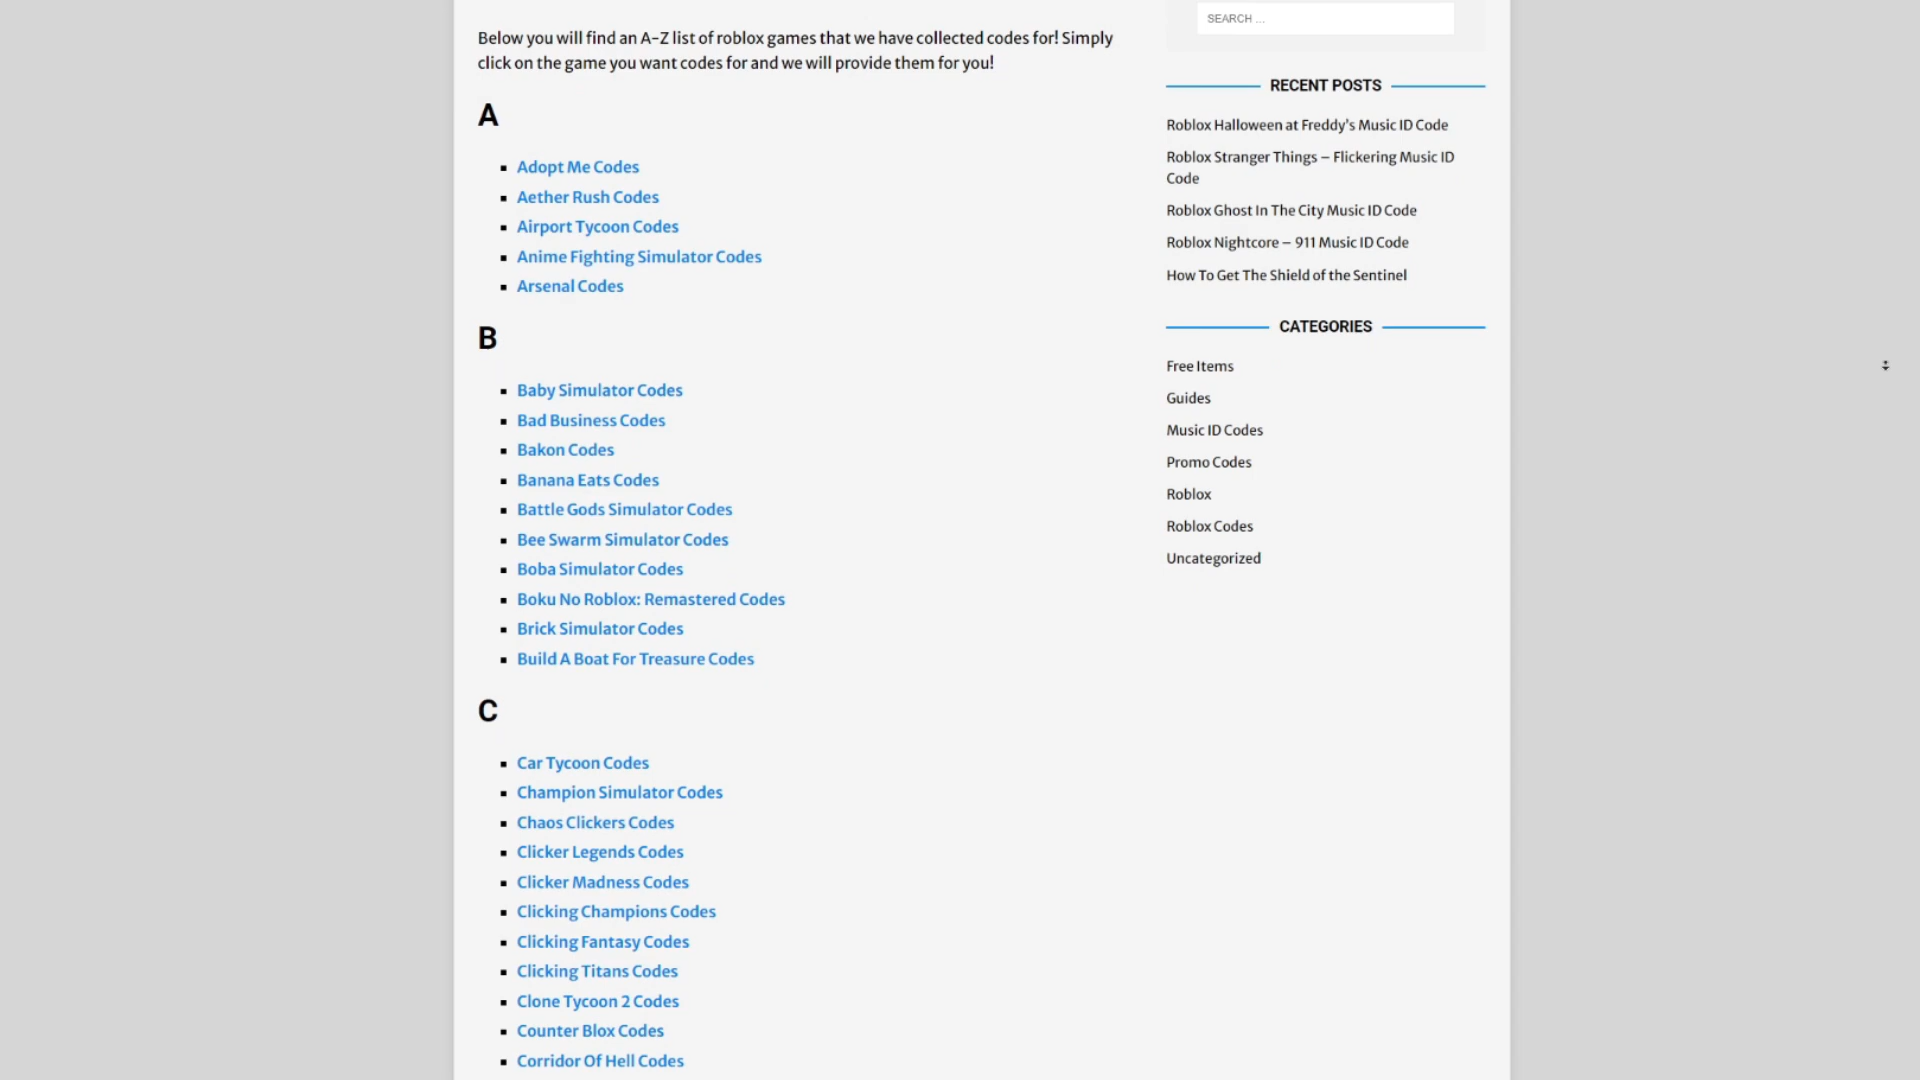 Below you will find an A-Z list of roblox games that we have collected codes for! Simply
click on the game you want codes for and we will provide them for you!
A
Adopt Me Codes
Aether Rush Codes
Airport Tycoon Codes
Anime Fighting Simulator Codes
Arsenal Codes
B
Baby Simulator Codes
Bad Business Codes
Bakon Codes
Banana Eats Codes
Battle Gods Simulator Codes
Bee Swarm Simulator Codes
Boba Simulator Codes
Boku No Roblox: Remastered Codes
Brick Simulator Codes
Build A Boat For Treasure Codes
C
Car Tycoon Codes
Champion Simulator Codes
Chaos Clickers Codes
Clicker Legends Codes
Clicker Madness Codes
Clicking Champions Codes
Clicking Fantasy Codes
Clicking Titans Codes
Clone Tycoon 2 Codes
Counter Blox Codes
Corridor Of Hell Codes
SEARCH ...
RECENT POSTS
Roblox Halloween at Freddy's Music ID Code
Roblox Stranger Things – Flickering Music ID
Code
Roblox Ghost In The City Music ID Code
Roblox Nightcore – 911 Music ID Code
How To Get The Shield of the Sentinel
CATEGORIES
Free Items
Guides
Music ID Codes
Promo Codes
Roblox
Roblox Codes
Uncategorized